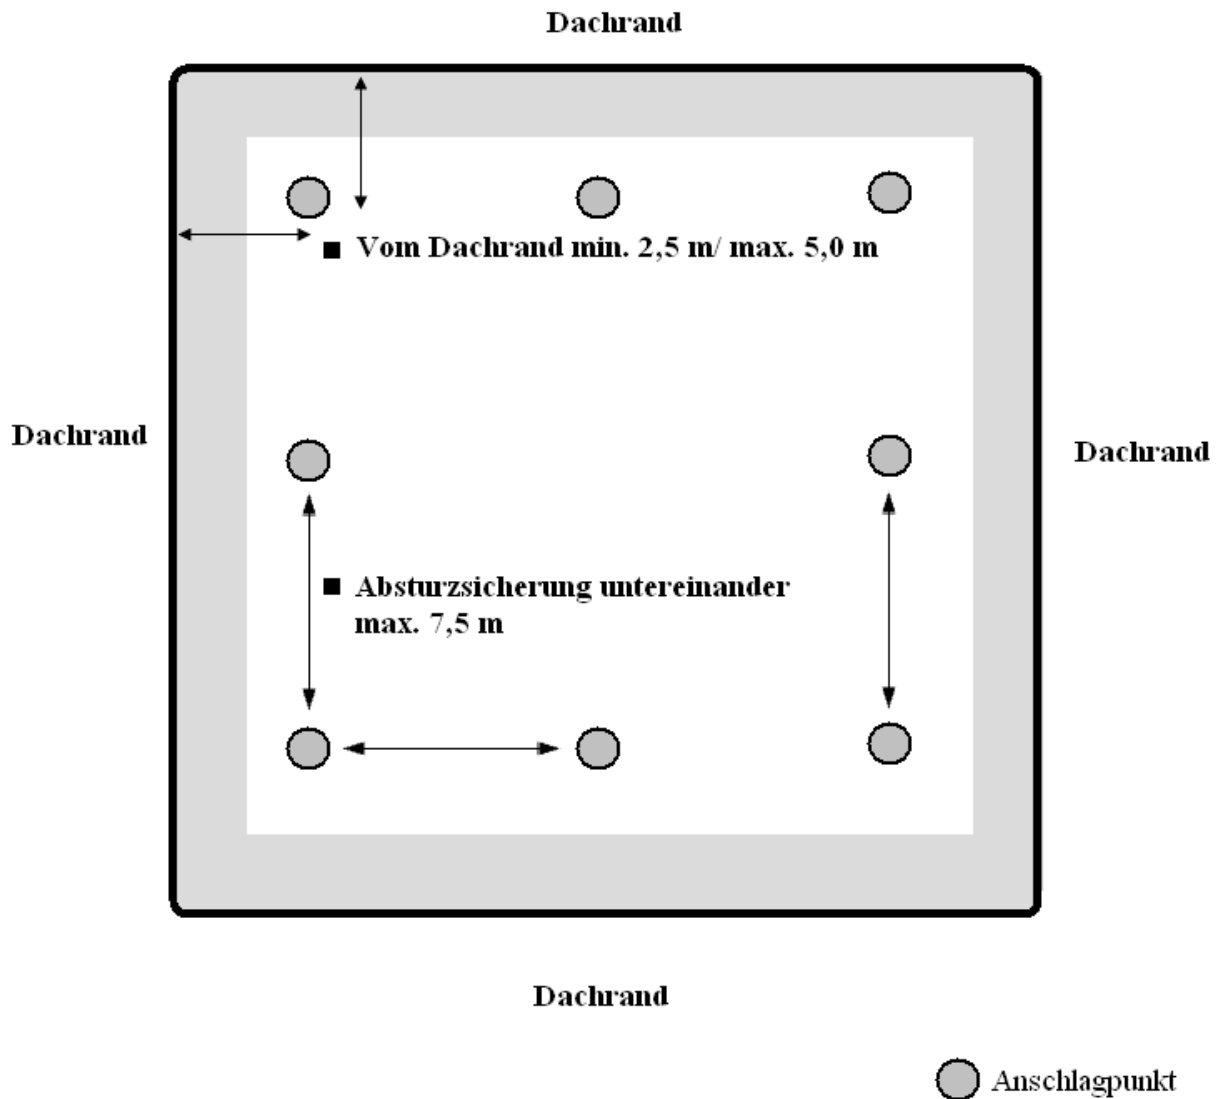 Dachrand
■ Vom Dachrand min. 2,5 m/ max. 5,0 m
Dachrand
Dachrand
■ Absturzsicherung untereinander
max. 7,5 m
Dachrand
Anschlagpunkt